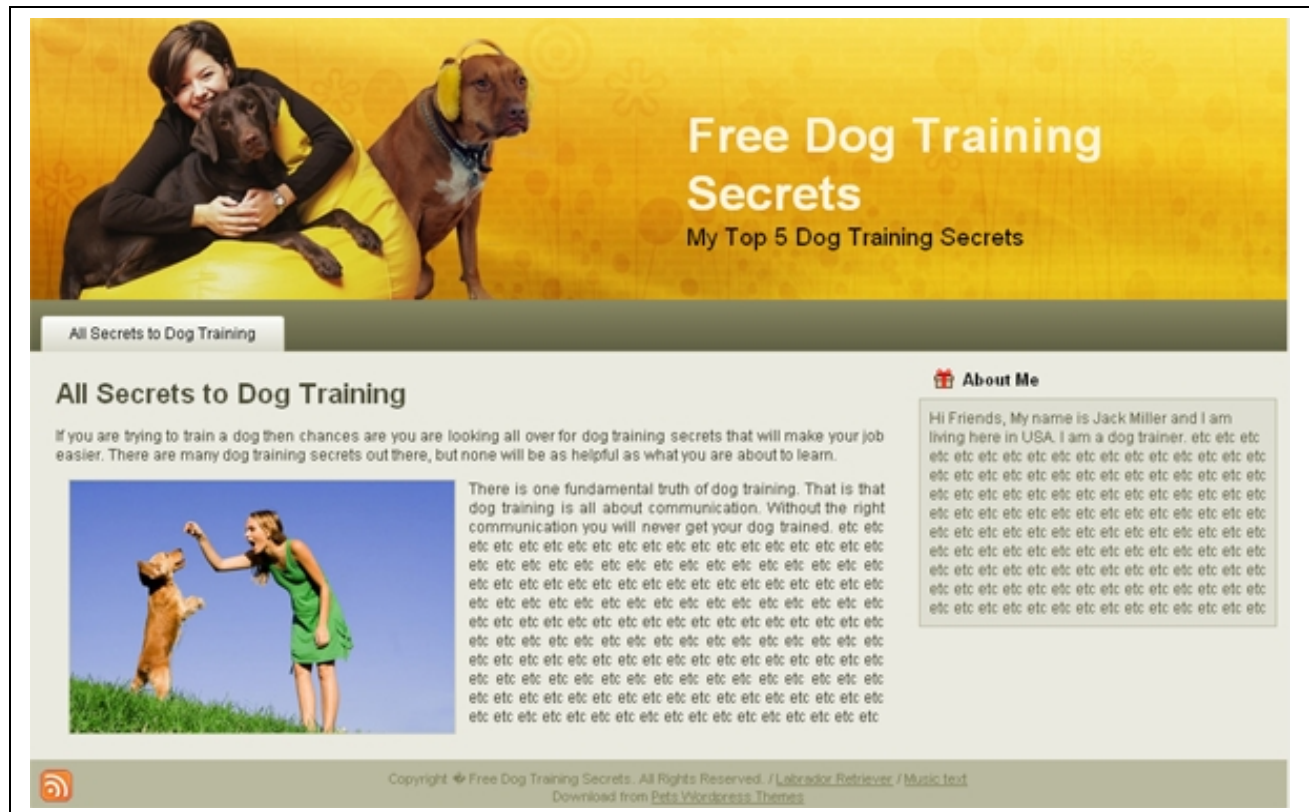 Free Dog Training
Secrets
My Top 5 Dog Training Secrets
All Secrets to Dog Training
All Secrets to Dog Training
If you are trying to train a dog then chances are you are looking all over for dog training secrets that will make your job
easier. There are many dog training secrets out there, but none will be as helpful as what you are about to learn.
There is one fundamental truth of dog training. That is that
dog training is all about communication. Without the right
communication you will never get your dog trained. etc etc
etc etc etc etc etc etc etc etc etc etc etc etc etc etc etc etc etc
etc etc etc etc etc etc etc etc etc etc etc etc etc etc etc etc etc
etc etc etc etc etc etc etc etc etc etc etc etc etc etc etc etc etc
etc etc etc etc etc etc etc etc etc etc etc etc etc etc etc etc etc
etc etc etc etc etc etc etc etc etc etc etc etc etc etc etc etc etc
etc etc etc etc etc etc etc etc etc etc etc etc etc etc etc etc etc
etc etc etc etc etc etc etc etc etc etc etc etc etc etc etc etc etc
etc etc etc etc etc etc etc etc etc etc etc etc etc etc etc etc etc
etc etc etc etc etc etc etc etc etc etc etc etc etc etc etc etc etc
etc etc etc etc etc etc etc etc etc etc etc etc etc etc etc etc etc
About Me
Hi Friends, My name is Jack Miller and I am
living here in USA. I am a dog trainer. etc etc etc
etc etc etc etc etc etc etc etc etc etc etc etc etc etc
etc etc etc etc etc etc etc etc etc etc etc etc etc etc
etc etc etc etc etc etc etc etc etc etc etc etc etc etc
etc etc etc etc etc etc etc etc etc etc etc etc etc etc
etc etc etc etc etc etc etc etc etc etc etc etc etc etc
etc etc etc etc etc etc etc etc etc etc etc etc etc etc
etc etc etc etc etc etc etc etc etc etc etc etc etc etc
etc etc etc etc etc etc etc etc etc etc etc etc etc etc
etc etc etc etc etc etc etc etc etc etc etc etc etc etc
Copyright � Free Dog Training Secrets. All Rights Reserved. / Labrador Retriever / Music text
Download from Pets Wordpress Themes